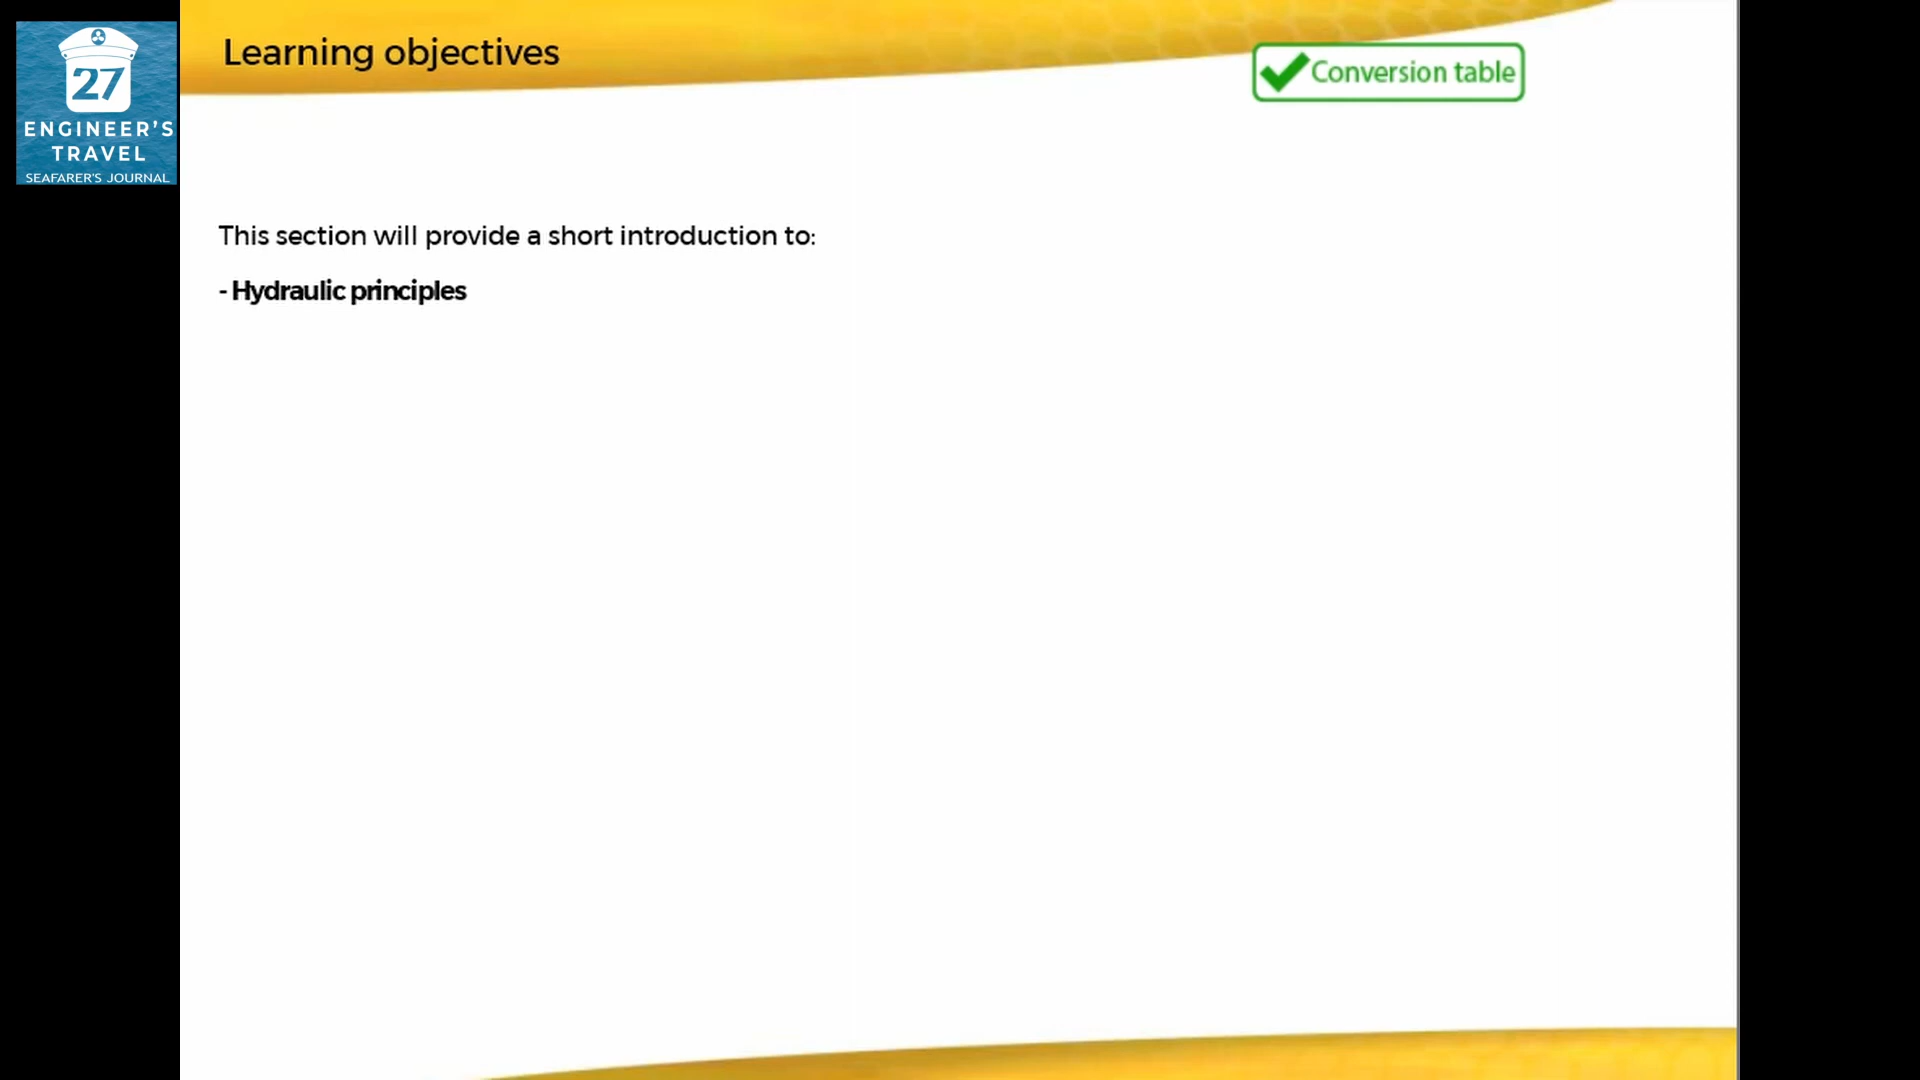 27
ENGINEER'S
TRAVEL
SEAFARER'S JOURNAL
Learning objectives
Conversion table
This section will provide a short introduction to:
- Hydraulic principles